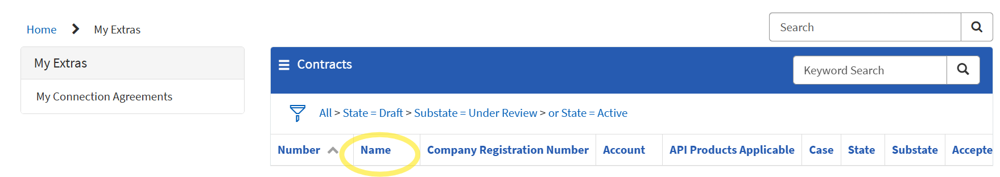 Home
My Extras
Search
My Extras
My Connection Agreements
Contracts
Keyword Search
All > State = Draft > Substate = Under Review > or State = Active
Number Name Company Registration Number Account API Products Applicable Case State Substate Accepte